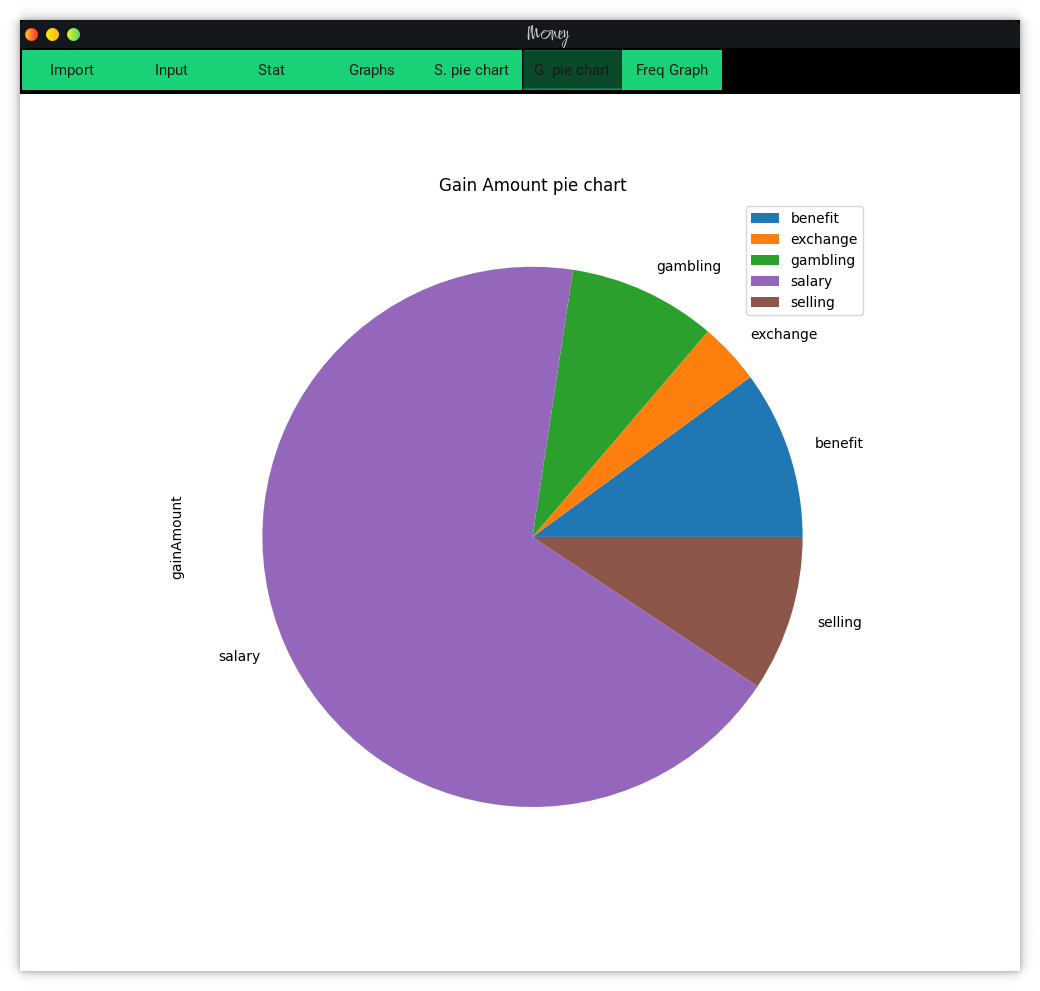 Money
Import Input Stat Graphs S. pie chart G. pie chart Freq Graph
Gain Amount pie chart
benefit
exchange
gambling
salary
selling
gambling
exchange
benefit
gainAmount
selling
salary